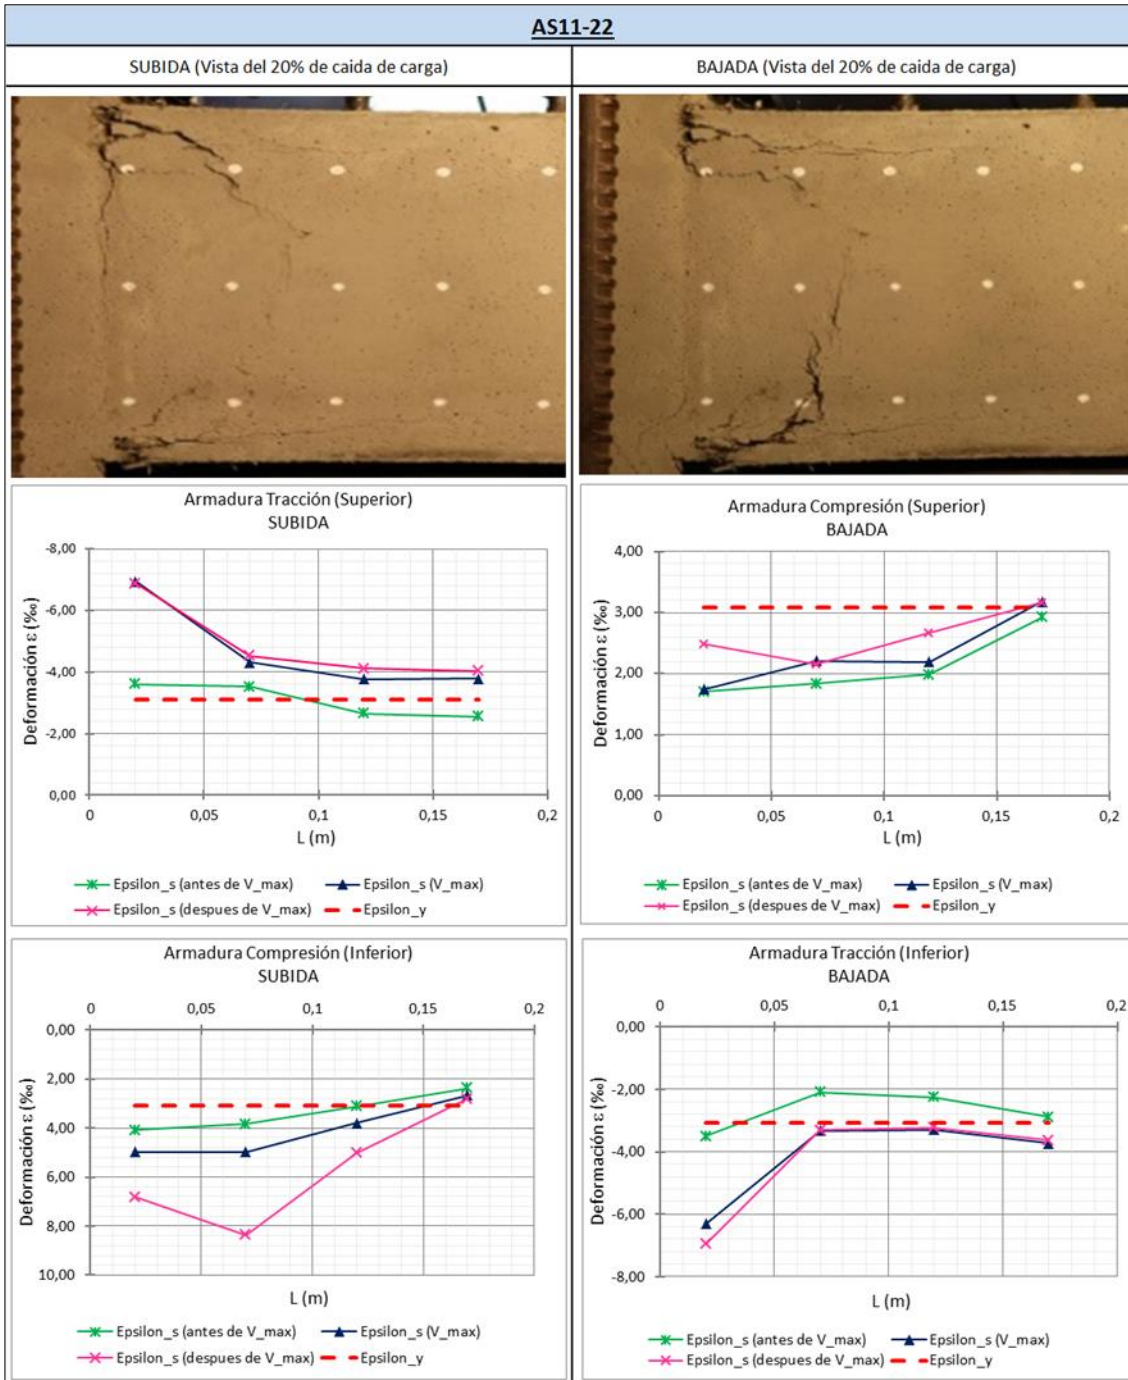 AS11-22
SUBIDA (Vista del 20% de caida de carga)
BAJADA (Vista del 20% de caida de carga)
Armadura Tracción (Superior)
SUBIDA
-8,00
-6,00
-4,00
-2,00
0,00
Deformación ε (‰)
0 0,05 0,1 0,15 0,2
L (m)
Epsilon_s (antes de V_max) Epsilon_s (V_max)
Epsilon_s (despues de V_max) Epsilon_y
Armadura Compresión (Superior)
BAJADA
4,00
3,00
2,00
1,00
0,00
Deformación ε (‰)
0 0,05 0,1 0,15 0,2
L (m)
Epsilon_s (antes de V_max) Epsilon_s (V_max)
Epsilon_s (despues de V_max) Epsilon_y
Armadura Compresión (Inferior)
SUBIDA
0 0,05 0,1 0,15 0,2
0,00
2,00
4,00
6,00
8,00
10,00
Deformación ε (‰)
L (m)
Epsilon_s (antes de V_max) Epsilon_s (V_max)
Epsilon_s (despues de V_max) Epsilon_y
Armadura Tracción (Inferior)
BAJADA
0 0,05 0,1 0,15 0,2
0,00
-2,00
-4,00
-6,00
-8,00
Deformación ε (‰)
L (m)
Epsilon_s (antes de V_max) Epsilon_s (V_max)
Epsilon_s (despues de V_max) Epsilon_y